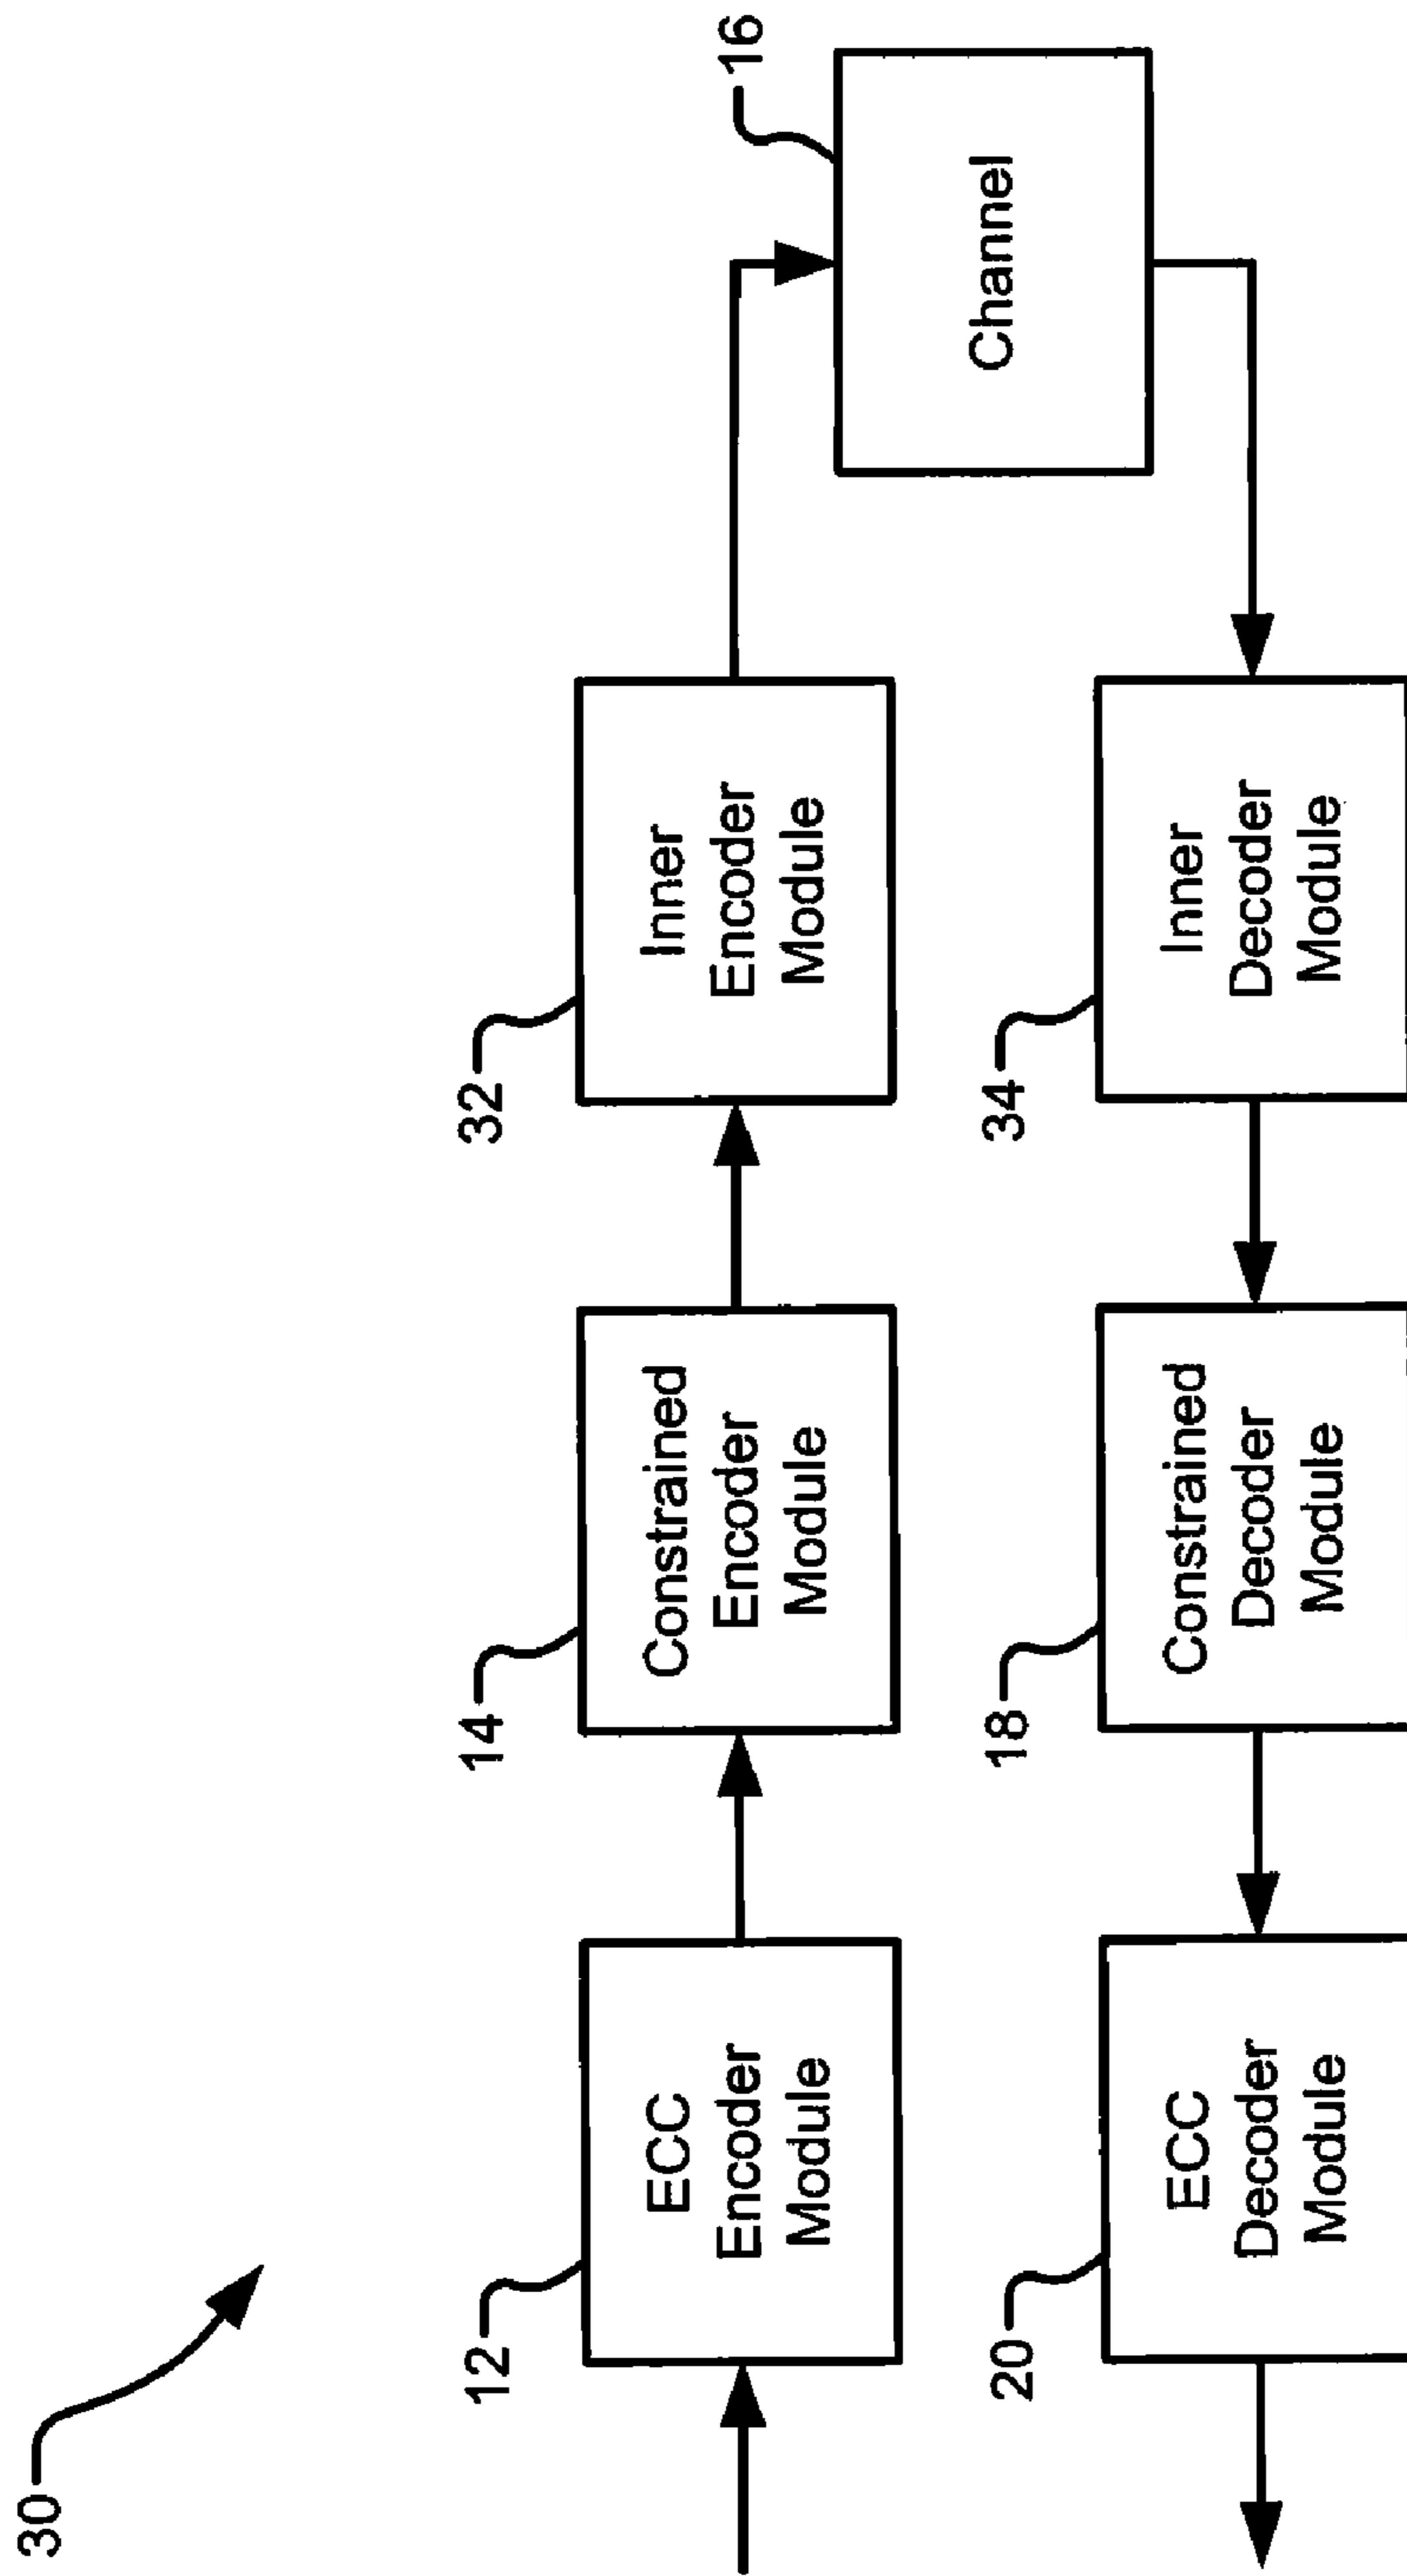 30
12
ECC
Encoder
Module
14
Constrained
Encoder
Module
32
Inner
Encoder
Module
16
Channel
20
ECC
Decoder
Module
18
Constrained
Decoder
Module
34
Inner
Decoder
Module